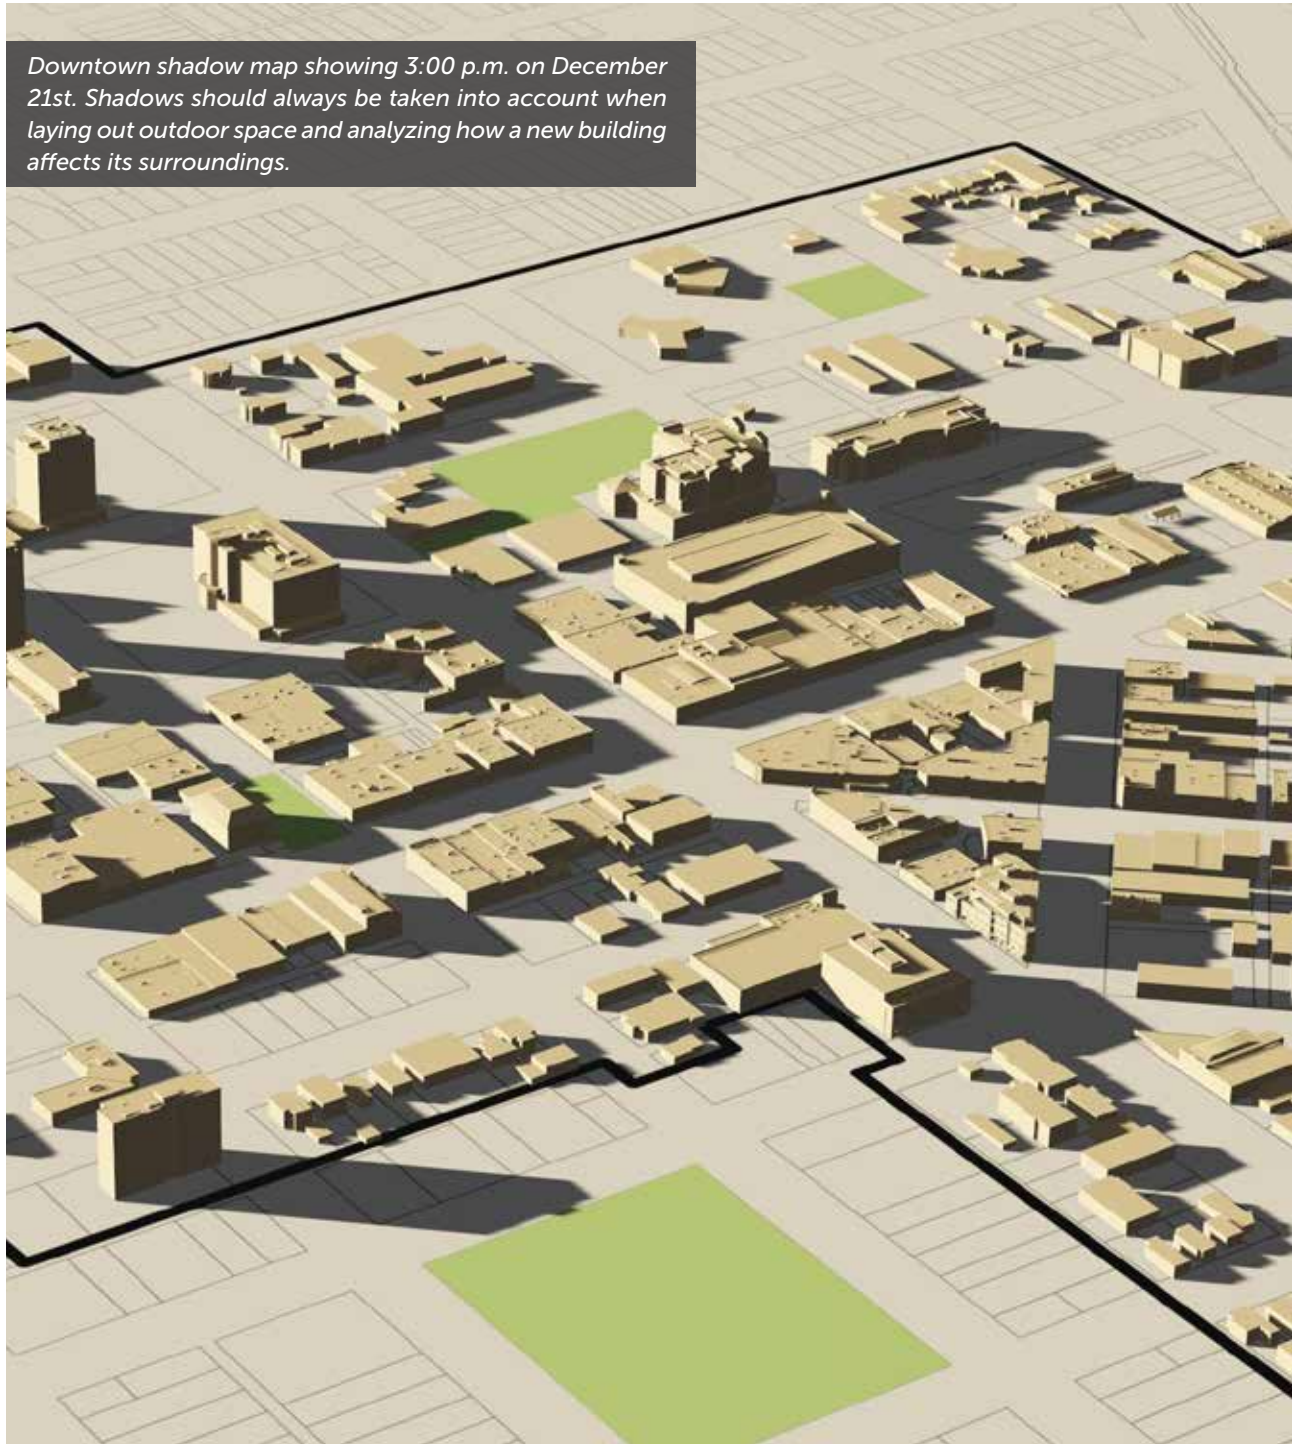 Downtown shadow map showing 3:00 p.m. on December
21st. Shadows should always be taken into account when
laying out outdoor space and analyzing how a new building
affects its surroundings.